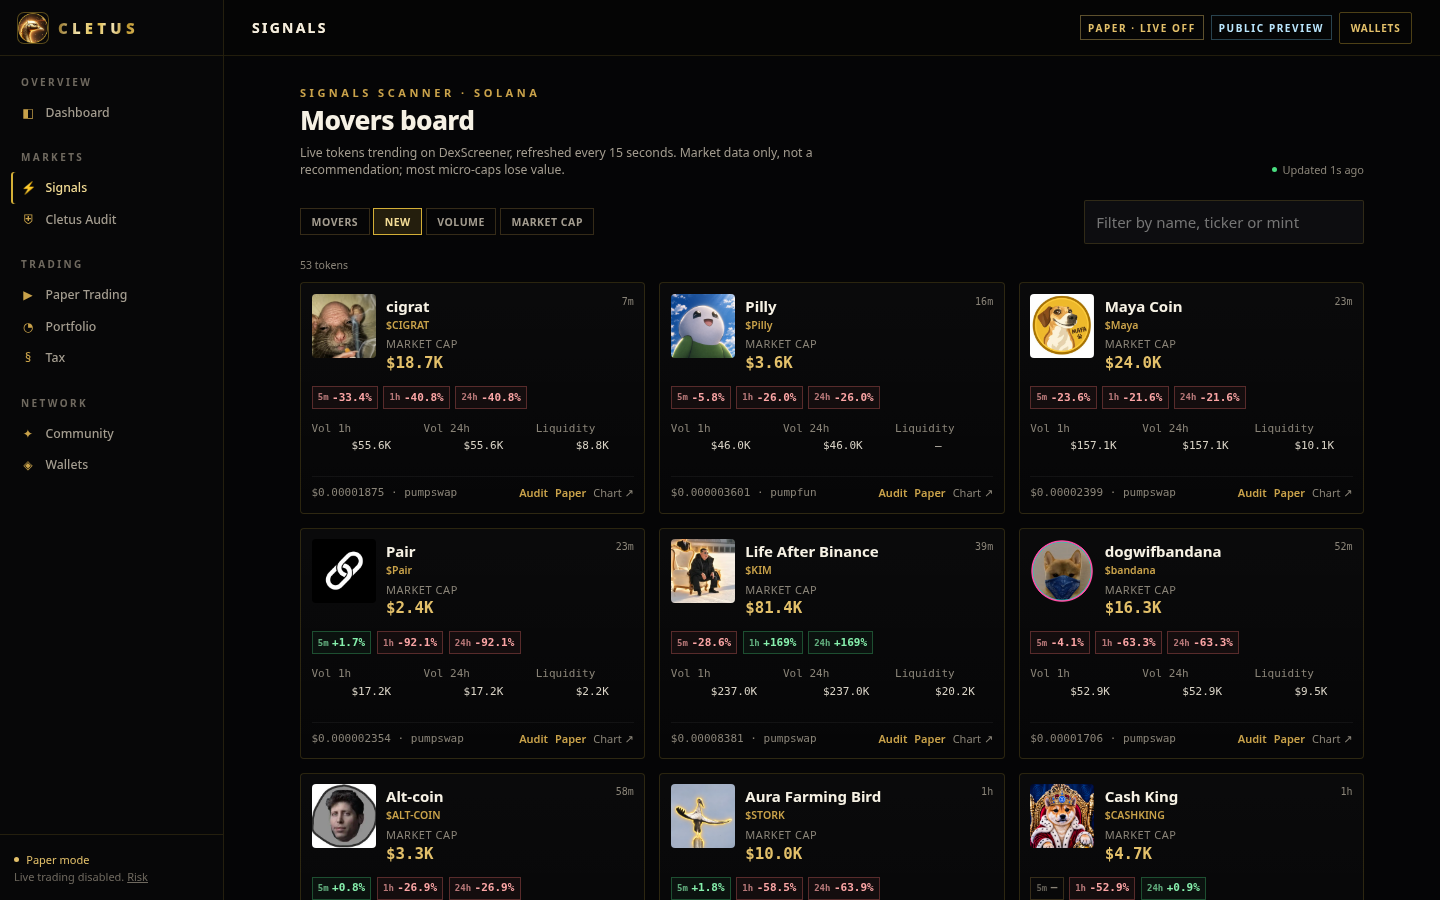 CLETUS
SIGNALS
PAPER · LIVE OFF
PUBLIC PREVIEW
WALLETS
OVERVIEW
Dashboard
MARKETS
Signals
Cletus Audit
TRADING
Paper Trading
Portfolio
§ Tax
NETWORK
Community
Wallets
Paper mode
Live trading disabled. Risk
SIGNALS SCANNER · SOLANA
Movers board
Live tokens trending on DexScreener, refreshed every 15 seconds. Market data only, not a
recommendation; most micro-caps lose value.
Updated 1s ago
MOVERS NEW VOLUME MARKET CAP
Filter by name, ticker or mint
53 tokens
cigrat 7m
$CIGRAT
MARKET CAP
$18.7K
5m -33.4% 1h -40.8% 24h -40.8%
Vol 1h Vol 24h Liquidity
$55.6K $55.6K $8.8K
$0.00001875 · pumpswap Audit Paper Chart ↗
Pilly 16m
$Pilly
MARKET CAP
$3.6K
5m -5.8% 1h -26.0% 24h -26.0%
Vol 1h Vol 24h Liquidity
$46.0K $46.0K —
$0.000003601 · pumpfun Audit Paper Chart ↗
Maya Coin 23m
$Maya
MARKET CAP
$24.0K
5m -23.6% 1h -21.6% 24h -21.6%
Vol 1h Vol 24h Liquidity
$157.1K $157.1K $10.1K
$0.00002399 · pumpswap Audit Paper Chart ↗
Pair 23m
$Pair
MARKET CAP
$2.4K
5m +1.7% 1h -92.1% 24h -92.1%
Vol 1h Vol 24h Liquidity
$17.2K $17.2K $2.2K
$0.000002354 · pumpswap Audit Paper Chart ↗
Life After Binance 39m
$KIM
MARKET CAP
$81.4K
5m -28.6% 1h +169% 24h +169%
Vol 1h Vol 24h Liquidity
$237.0K $237.0K $20.2K
$0.00008381 · pumpswap Audit Paper Chart ↗
dogwifbandana 52m
$bandana
MARKET CAP
$16.3K
5m -4.1% 1h -63.3% 24h -63.3%
Vol 1h Vol 24h Liquidity
$52.9K $52.9K $9.5K
$0.00001706 · pumpswap Audit Paper Chart ↗
Alt-coin 58m
$ALT-COIN
MARKET CAP
$3.3K
5m +0.8% 1h -26.9% 24h -26.9%
Aura Farming Bird 1h
$STORK
MARKET CAP
$10.0K
5m +1.8% 1h -58.5% 24h -63.9%
Cash King 1h
$CASHKING
MARKET CAP
$4.7K
5m — 1h -52.9% 24h +0.9%